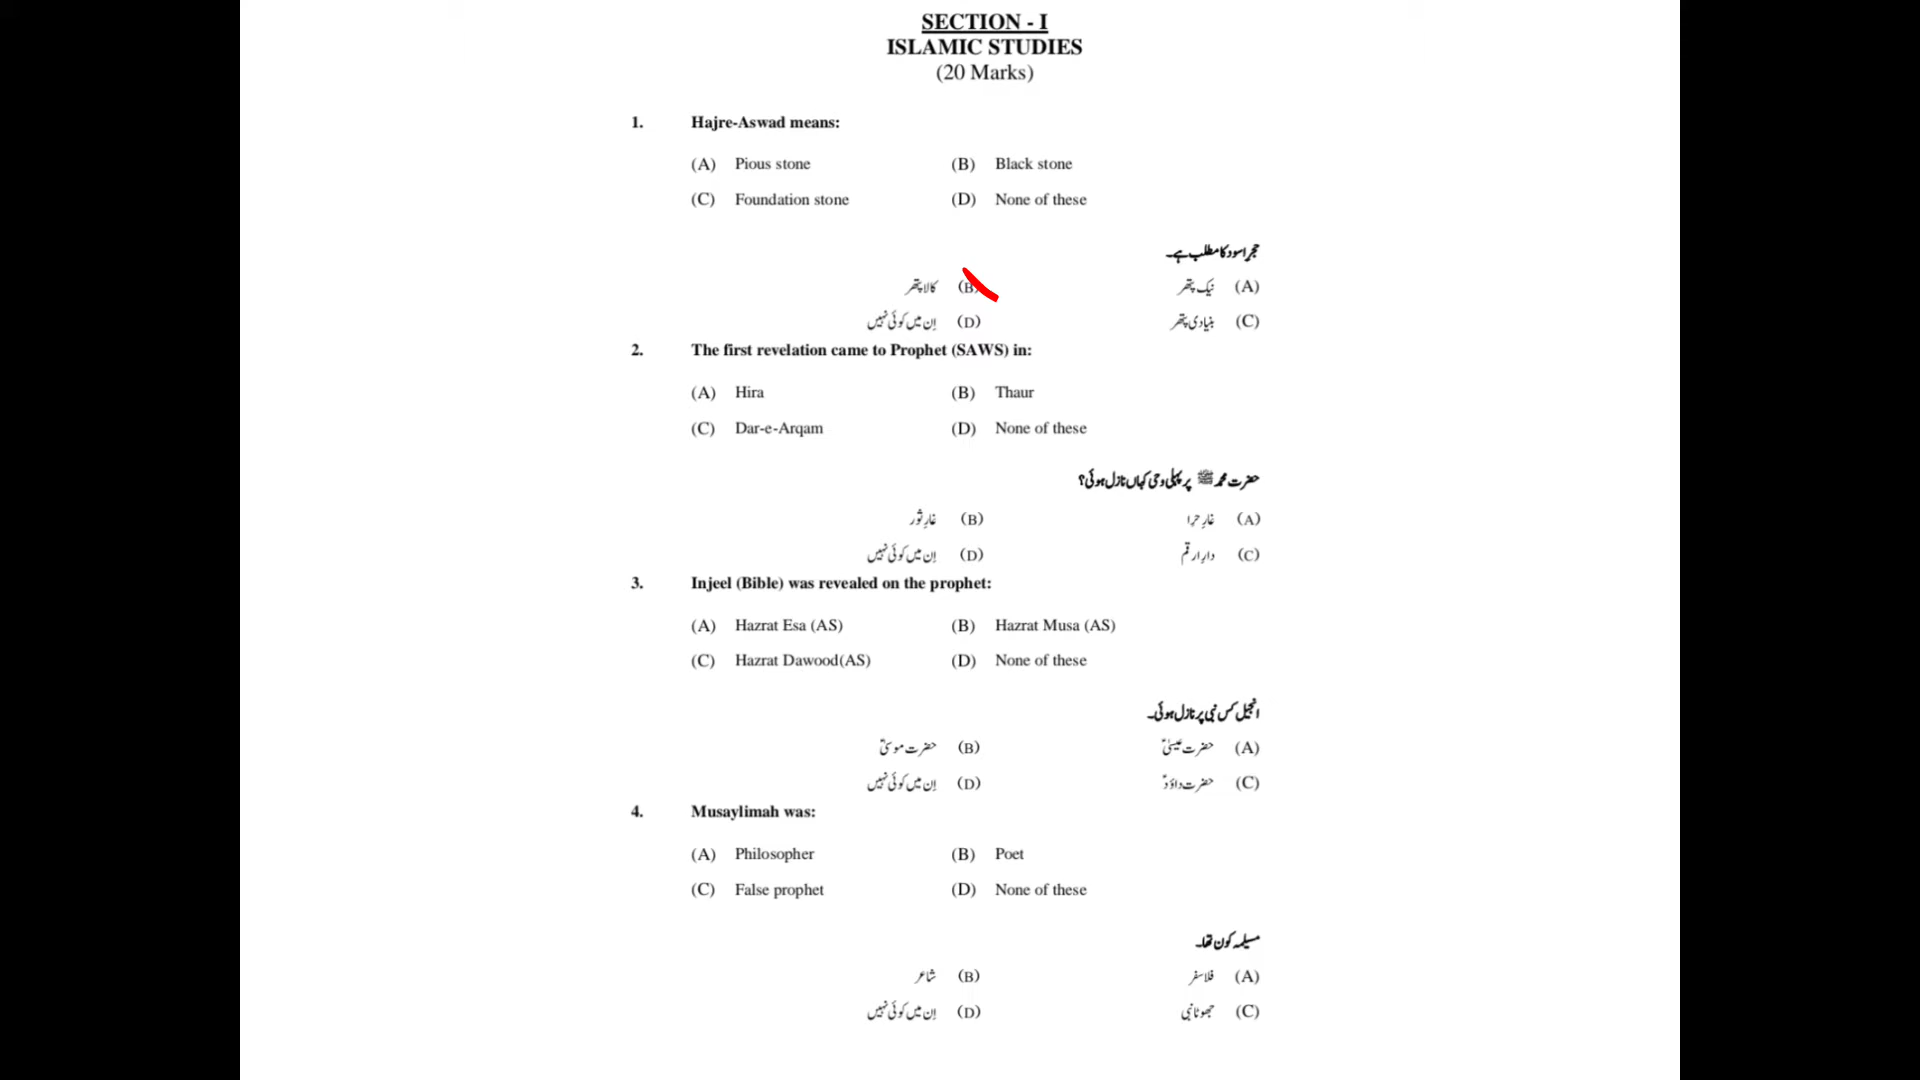 SECTION - I
ISLAMIC STUDIES
(20 Marks)
1. Hajre-Aswad means:
(A) Pious stone (B) Black stone
(C) Foundation stone (D) None of these
حجرِ اسود کا مطلب ہے۔
(A) نیک پتھر (B) کالا پتھر
(C) بنیادی پتھر (D) اِن میں کوئی نہیں
2. The first revelation came to Prophet (SAWS) in:
(A) Hira (B) Thaur
(C) Dar-e-Arqam (D) None of these
حضرت محمد ﷺ پر پہلی وحی کہاں نازل ہوئی؟
(A) غارِ حرا (B) غارِ ثور
(C) دارِ ارقم (D) اِن میں کوئی نہیں
3. Injeel (Bible) was revealed on the prophet:
(A) Hazrat Esa (AS) (B) Hazrat Musa (AS)
(C) Hazrat Dawood(AS) (D) None of these
انجیل کس نبی پر نازل ہوئی۔
(A) حضرت عیسیٰؑ (B) حضرت موسیٰؑ
(C) حضرت داؤدؑ (D) اِن میں کوئی نہیں
4. Musaylimah was:
(A) Philosopher (B) Poet
(C) False prophet (D) None of these
مسیلمہ کون تھا۔
(A) فلاسفر (B) شاعر
(C) جھوٹا نبی (D) اِن میں کوئی نہیں